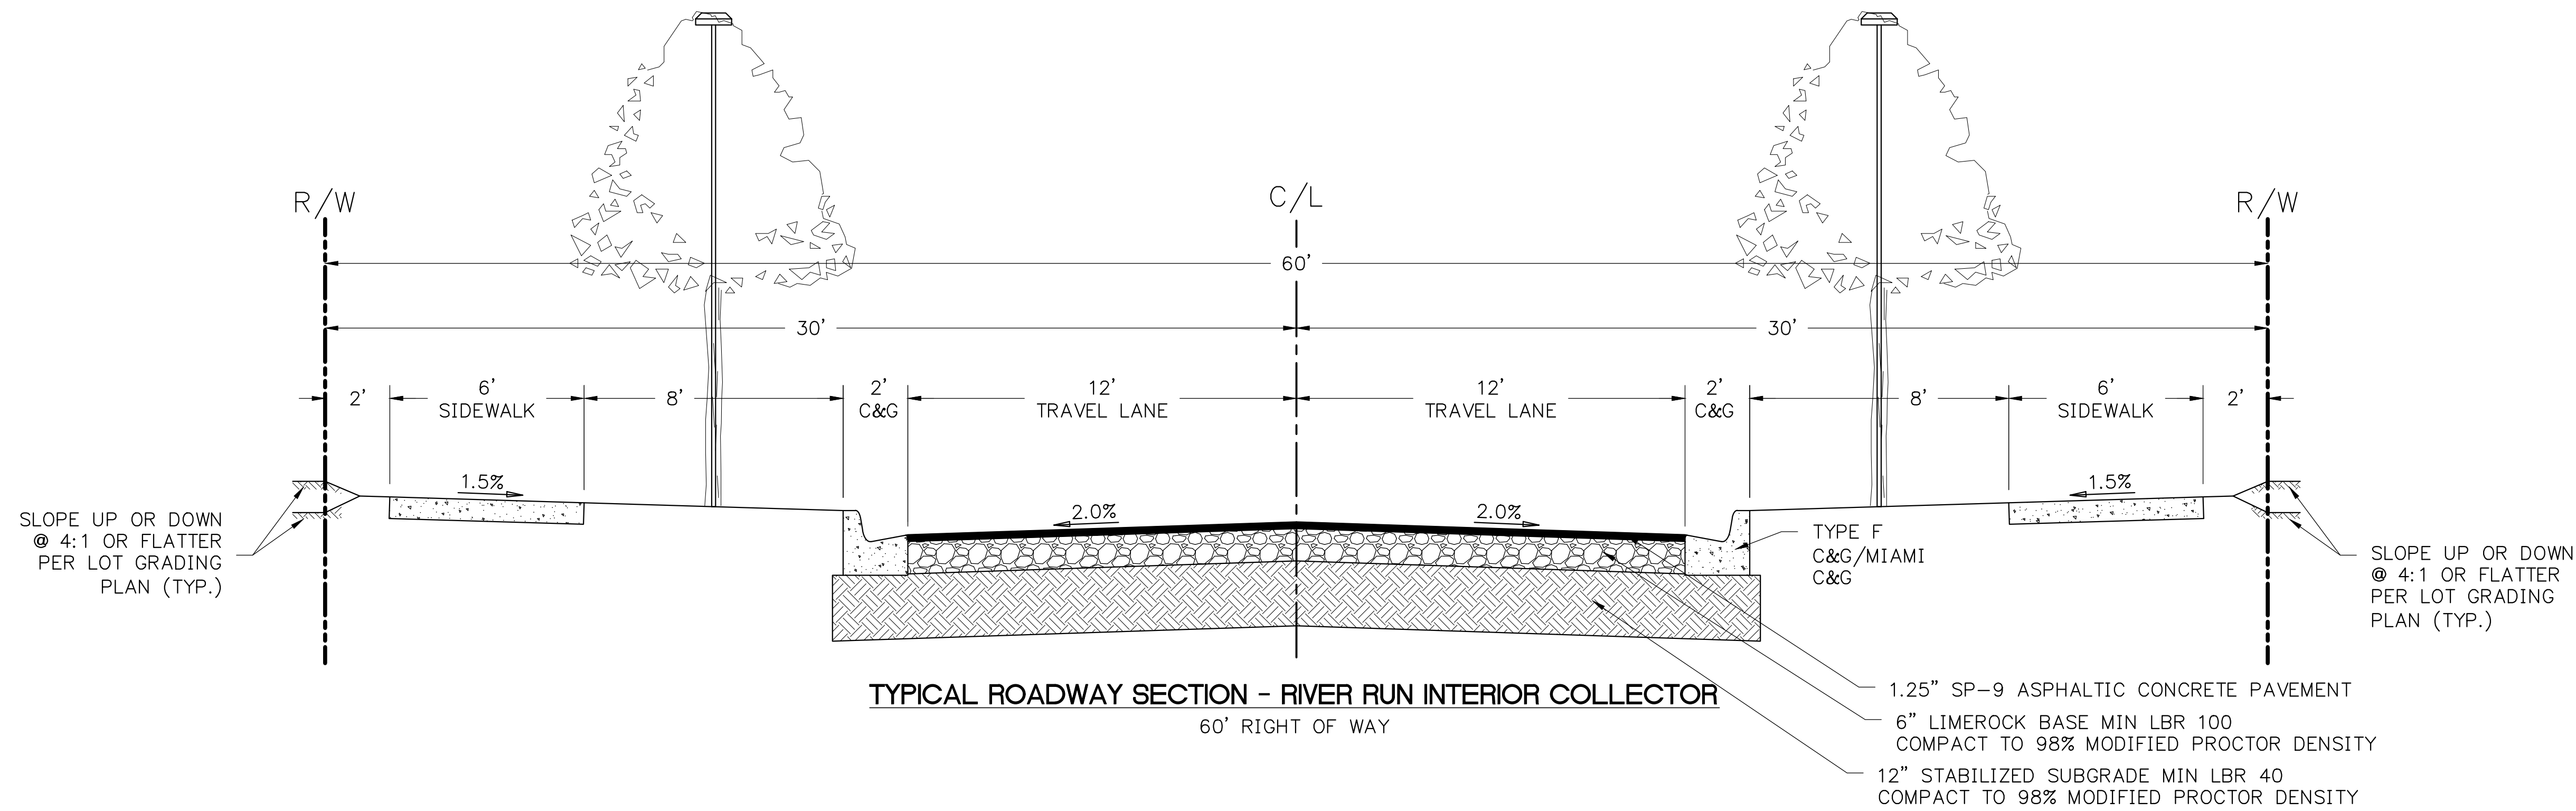 R/W
C/L
R/W
60'
30'
30'
2'
6'
SIDEWALK
8'
2'
C&G
12'
TRAVEL LANE
12'
TRAVEL LANE
2'
C&G
8'
6'
SIDEWALK
2'
1.5%
2.0%
2.0%
1.5%
SLOPE UP OR DOWN
@ 4:1 OR FLATTER
PER LOT GRADING
PLAN (TYP.)
TYPE F
C&G/MIAMI
C&G
SLOPE UP OR DOWN
@ 4:1 OR FLATTER
PER LOT GRADING
PLAN (TYP.)
TYPICAL ROADWAY SECTION - RIVER RUN INTERIOR COLLECTOR
60' RIGHT OF WAY
1.25" SP-9 ASPHALTIC CONCRETE PAVEMENT
6" LIMEROCK BASE MIN LBR 100
COMPACT TO 98% MODIFIED PROCTOR DENSITY
12" STABILIZED SUBGRADE MIN LBR 40
COMPACT TO 98% MODIFIED PROCTOR DENSITY